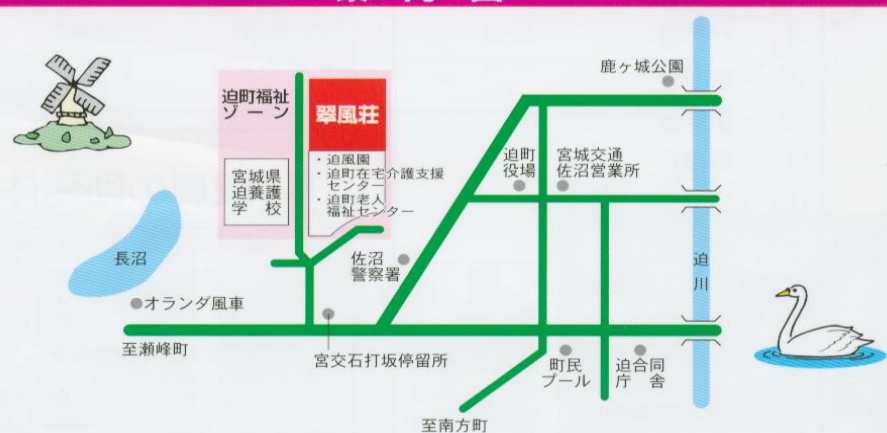 鹿ヶ城公園
迫町福祉
ゾーン
翠風荘
・迫風園
・迫町在宅介護支援
センター
・迫町老人
福祉センター
宮城県
迫養護
学校
迫町
役場
宮城交通
佐沼営業所
長沼
佐沼
警察署
迫川
オランダ風車
至瀬峰町
宮交石打坂停留所
町民
プール
迫合同
庁舎
至南方町